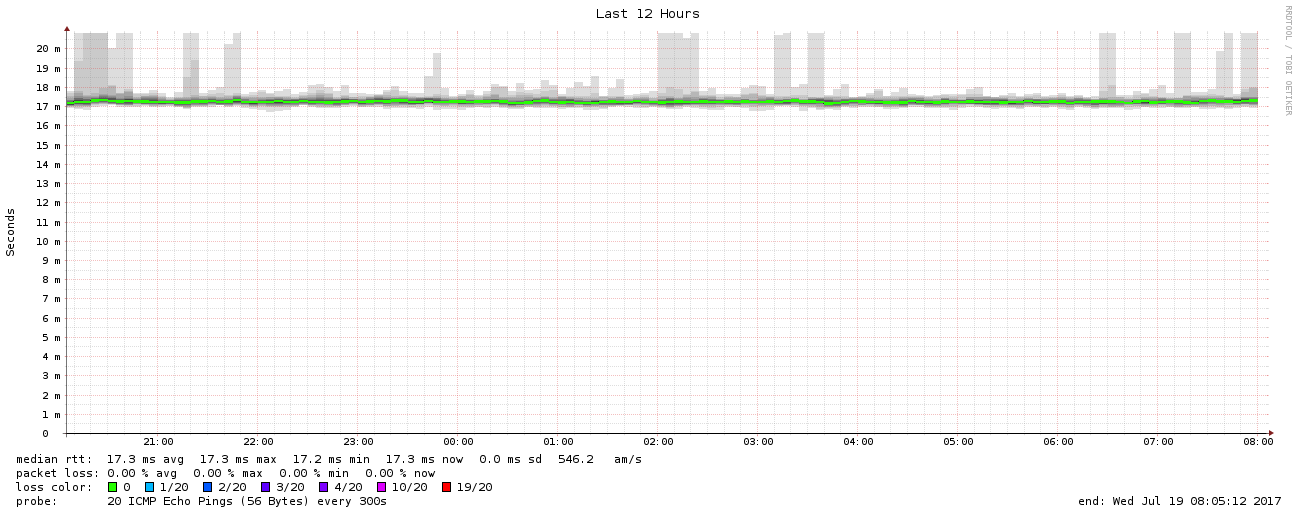 Last 12 Hours
RRDTOOL / TOBI OETIKER
Seconds
20 m
19 m
18 m
17 m
16 m
15 m
14 m
13 m
12 m
11 m
10 m
9 m
8 m
7 m
6 m
5 m
4 m
3 m
2 m
1 m
0
21:00 22:00 23:00 00:00 01:00 02:00 03:00 04:00 05:00 06:00 07:00 08:00
median rtt: 17.3 ms avg 17.3 ms max 17.2 ms min 17.3 ms now 0.0 ms sd 546.2 am/s
packet loss: 0.00 % avg 0.00 % max 0.00 % min 0.00 % now
loss color: 0 1/20 2/20 3/20 4/20 10/20 19/20
probe: 20 ICMP Echo Pings (56 Bytes) every 300s end: Wed Jul 19 08:05:12 2017